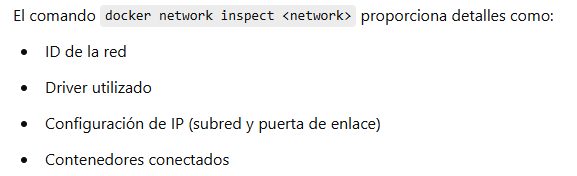 El comando docker network inspect <network> proporciona detalles como:
• ID de la red
• Driver utilizado
• Configuración de IP (subred y puerta de enlace)
• Contenedores conectados